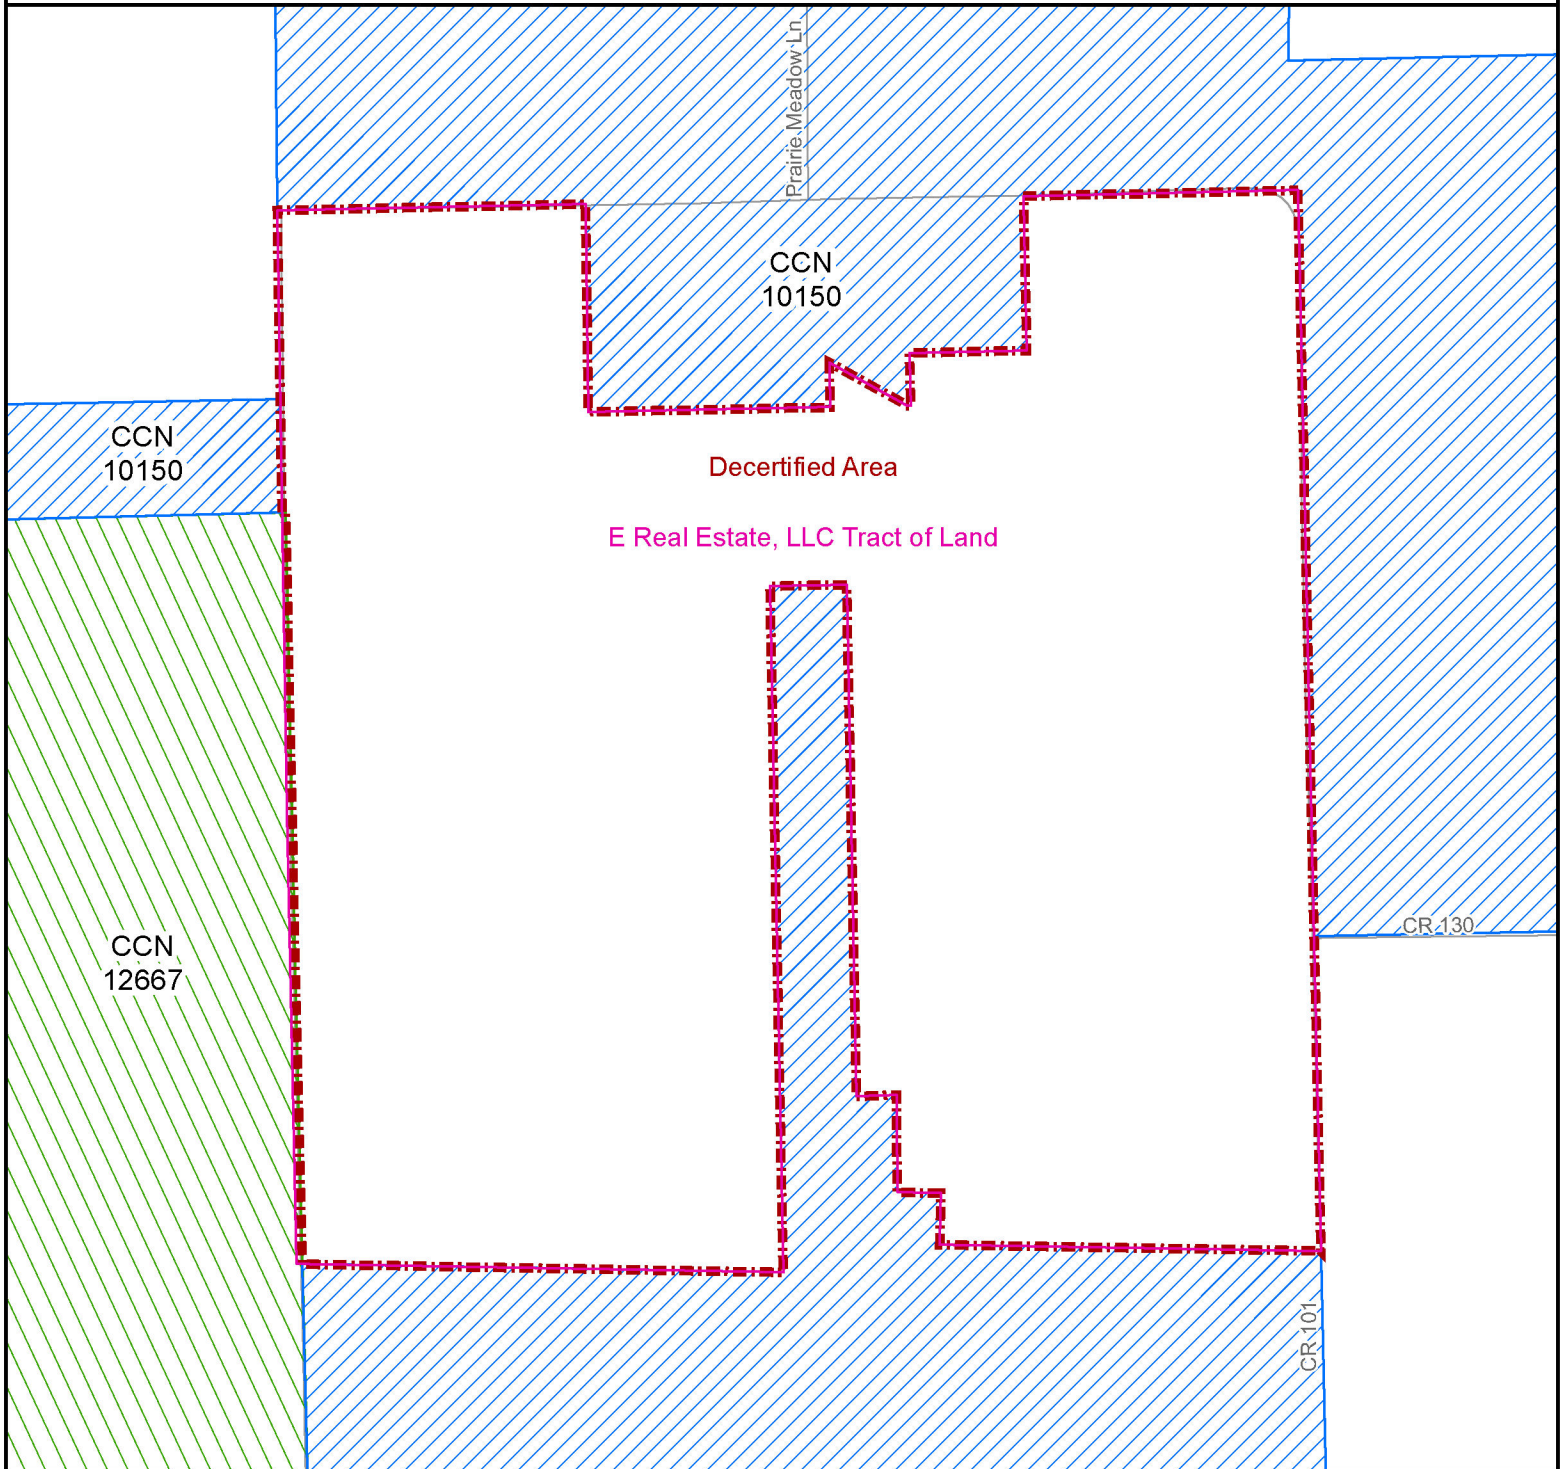 Prairie Meadow Ln
CCN
10150
CCN
10150
Decertified Area
E Real Estate, LLC Tract of Land
CR 130
CCN
12667
CR 101